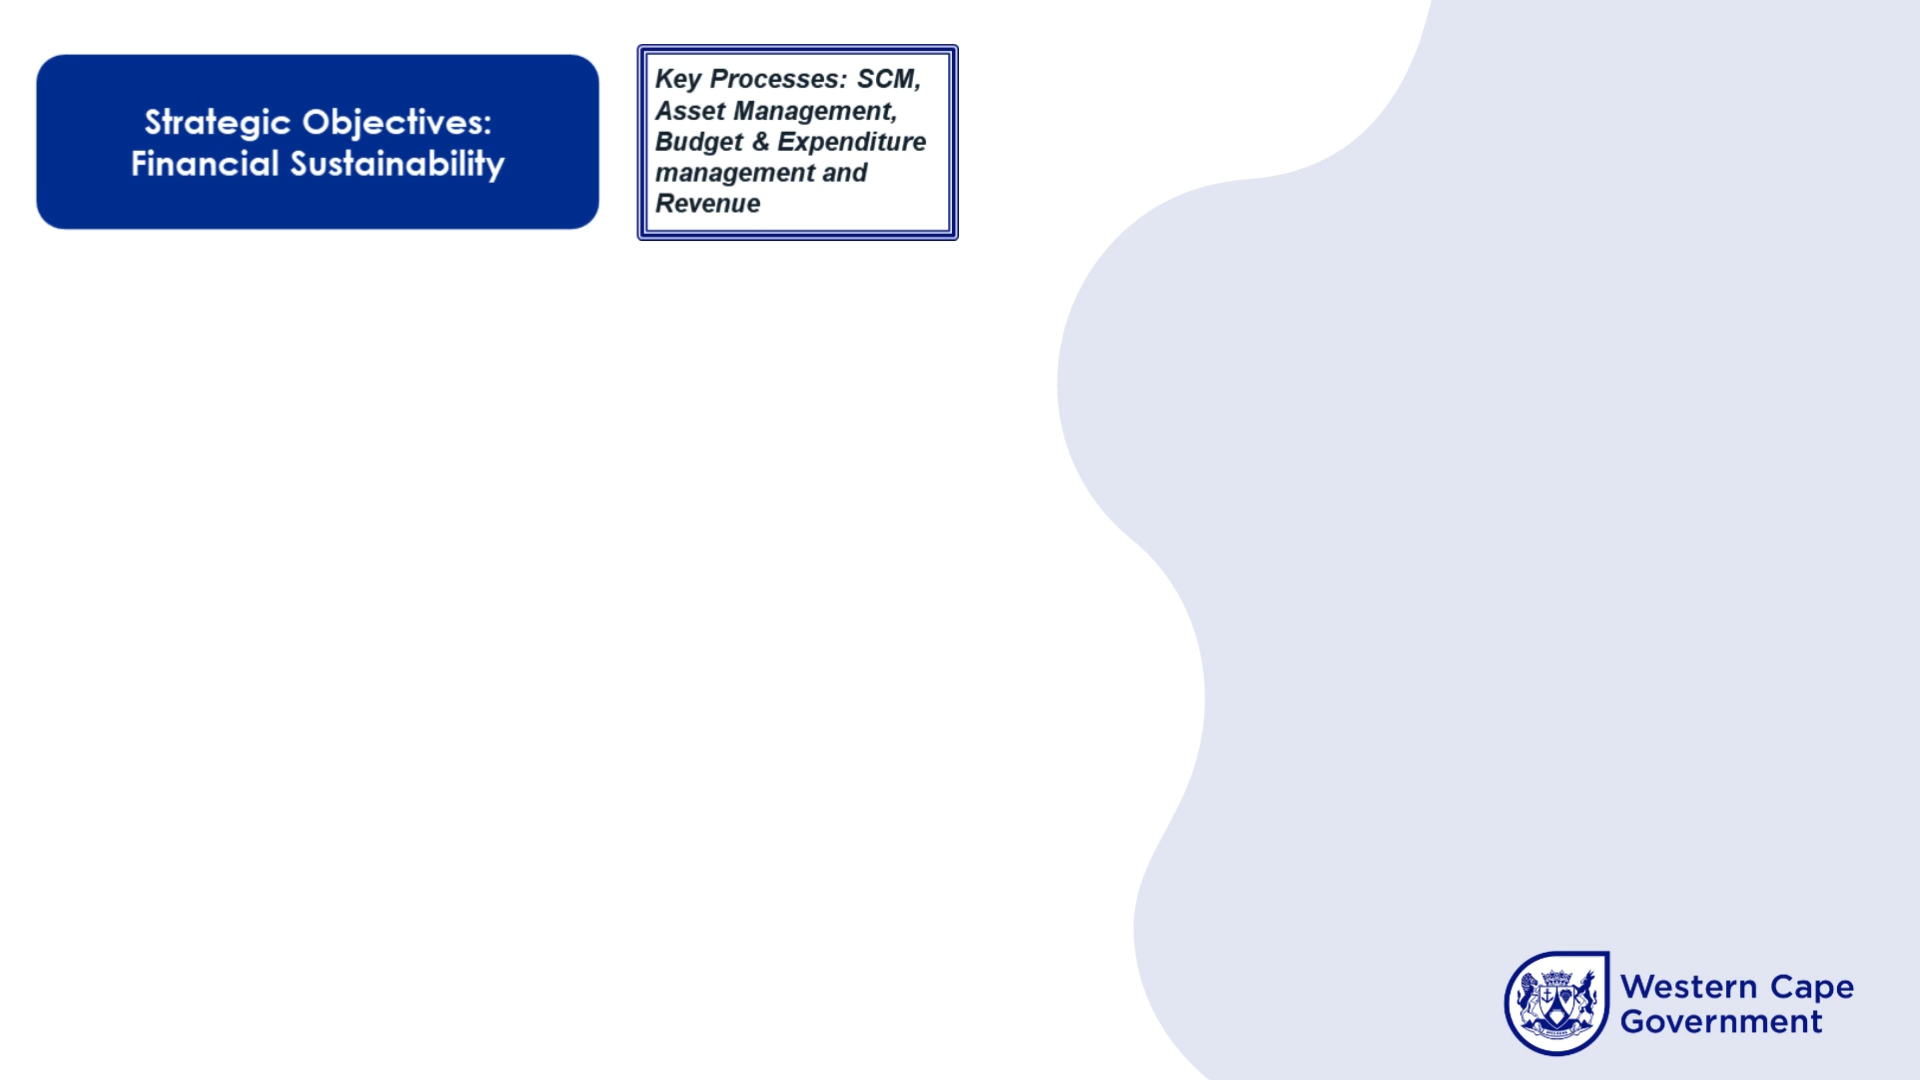 Strategic Objectives:
Financial Sustainability
Key Processes: SCM,
Asset Management,
Budget & Expenditure
management and
Revenue
Western Cape
Government